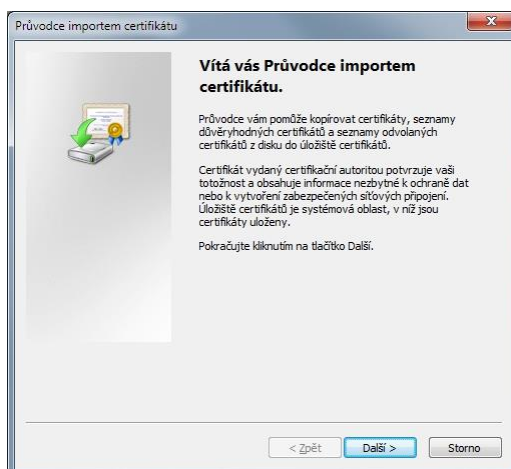 Průvodce importem certifikátu
Vítá vás Průvodce importem
certifikátu.
Průvodce vám pomůže kopírovat certifikáty, seznamy
důvěryhodných certifikátů a seznamy odvolaných
certifikátů z disku do úložiště certifikátů.
Certifikát vydaný certifikační autoritou potvrzuje vaši
totožnost a obsahuje informace nezbytné k ochraně dat
nebo k vytvoření zabezpečených síťových připojení.
Úložiště certifikátů je systémová oblast, v níž jsou
certifikáty uloženy.
Pokračujte kliknutím na tlačítko Další.
< Zpět Další > Storno